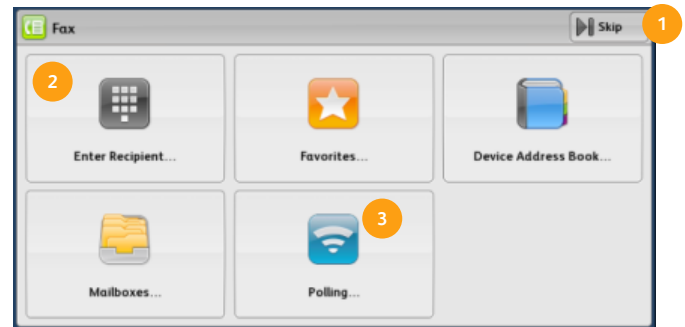 Fax
Skip
1
2
Enter Recipient...
Favorites...
Device Address Book...
Mailboxes...
3
Polling...